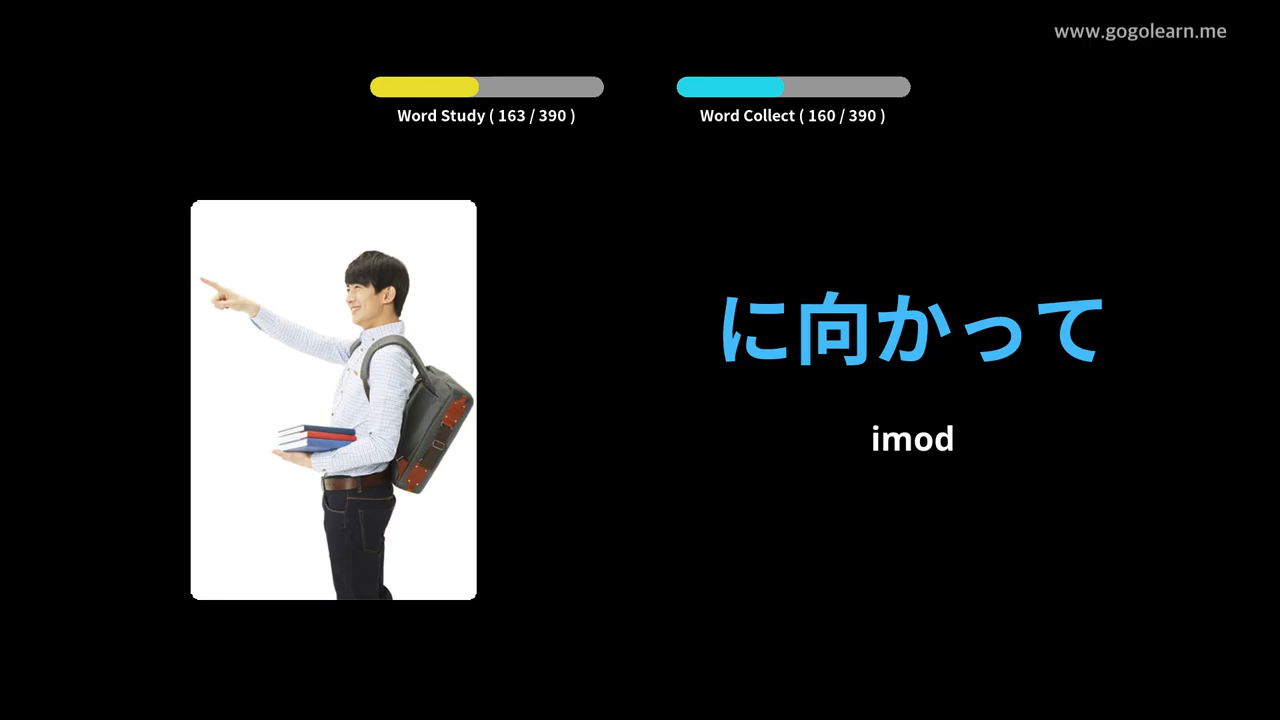 www.gogolearn.me
Word Study ( 163 / 390 )
Word Collect ( 160 / 390 )
に向かって
imod